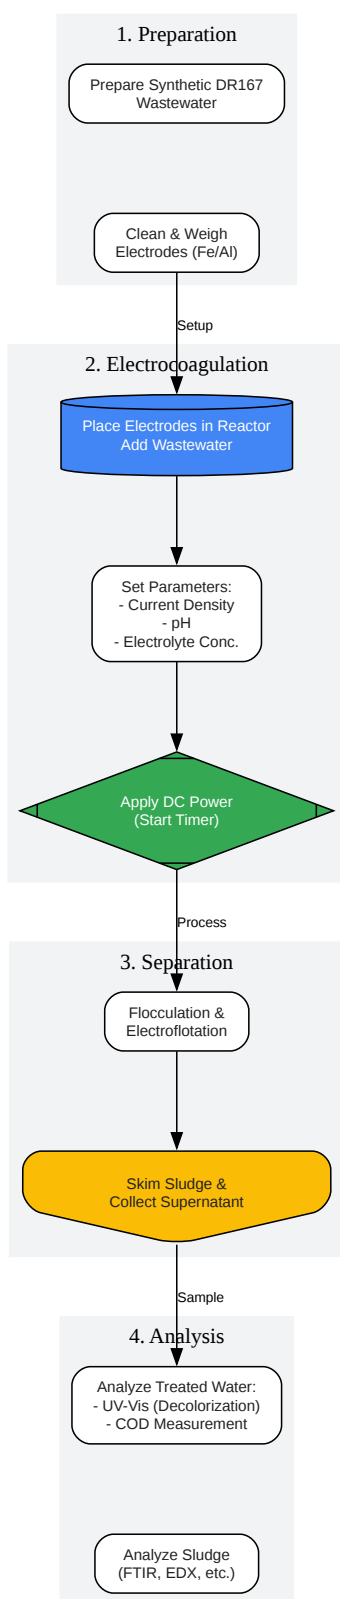 1. Preparation
Prepare Synthetic DR167
Wastewater
Clean & Weigh
Electrodes (Fe/Al)
Setup
2. Electrocoagulation
Place Electrodes in Reactor
Add Wastewater
Set Parameters:
- Current Density
- pH
- Electrolyte Conc.
Apply DC Power
(Start Timer)
Process
3. Separation
Flocculation &
Electroflotation
Skim Sludge &
Collect Supernatant
Sample
4. Analysis
Analyze Treated Water:
- UV-Vis (Decolorization)
- COD Measurement
Analyze Sludge
(FTIR, EDX, etc.)